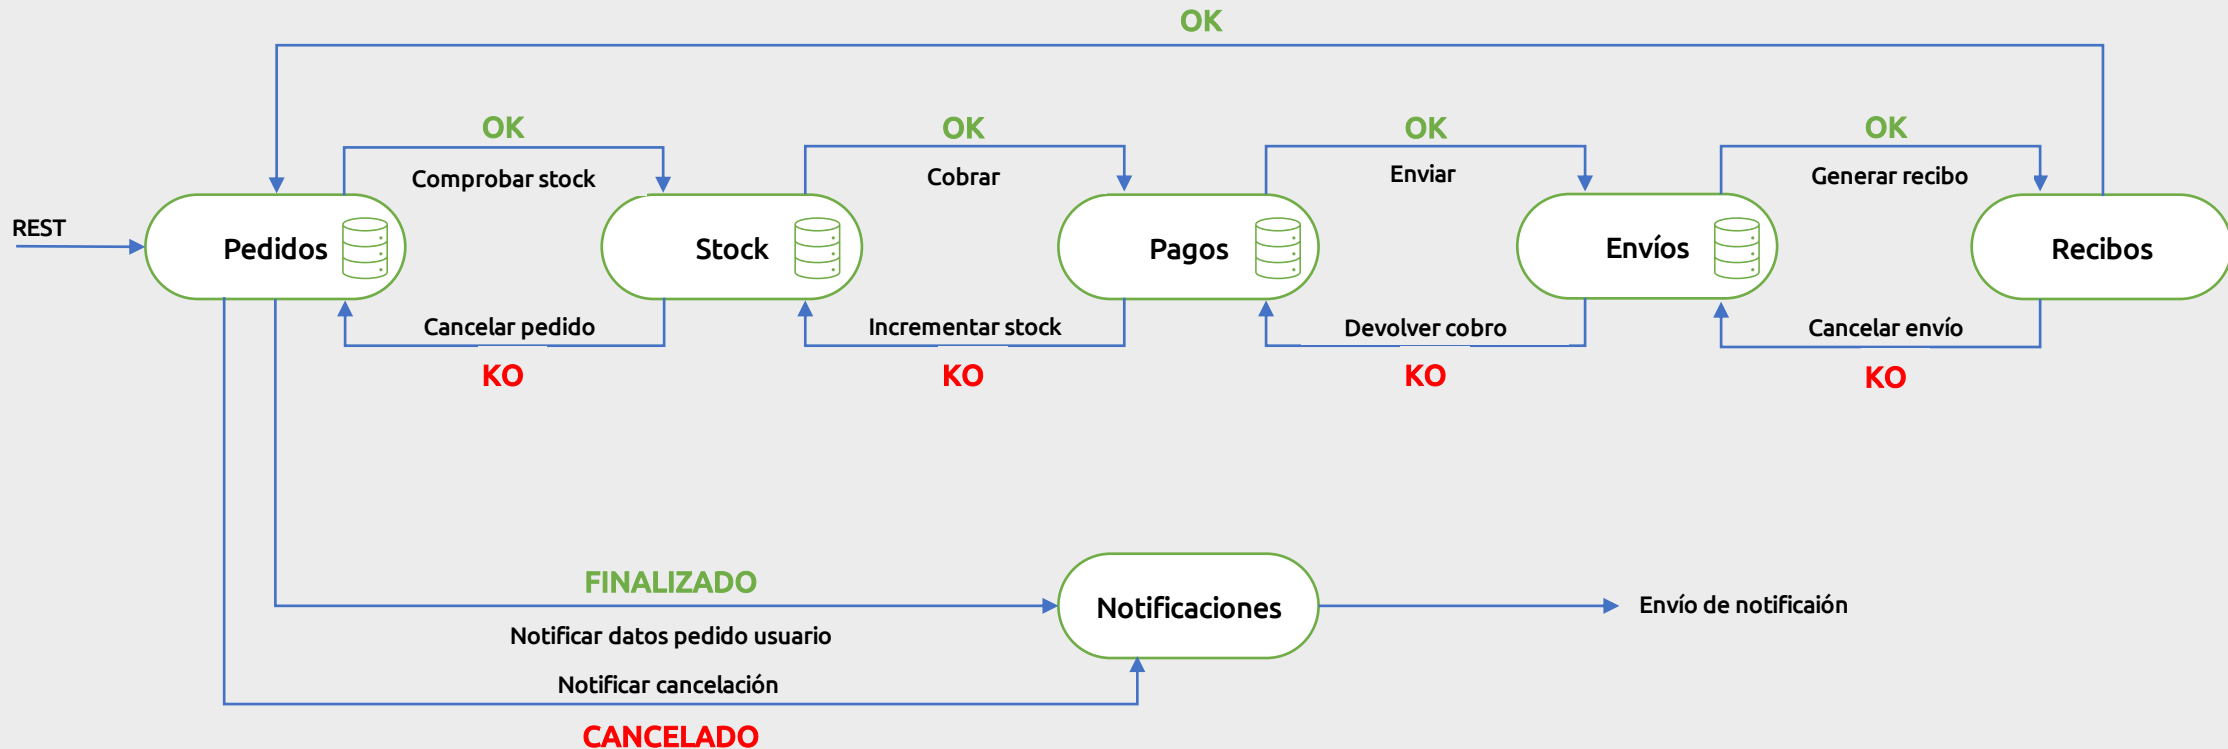 OK
OK
OK
OK
OK
Comprobar stock
Cobrar
Enviar
Generar recibo
REST
Pedidos
Stock
Pagos
Envíos
Recibos
Cancelar pedido
Incrementar stock
Devolver cobro
Cancelar envío
KO
KO
KO
KO
FINALIZADO
Notificaciones
Envío de notificaión
Notificar datos pedido usuario
Notificar cancelación
CANCELADO